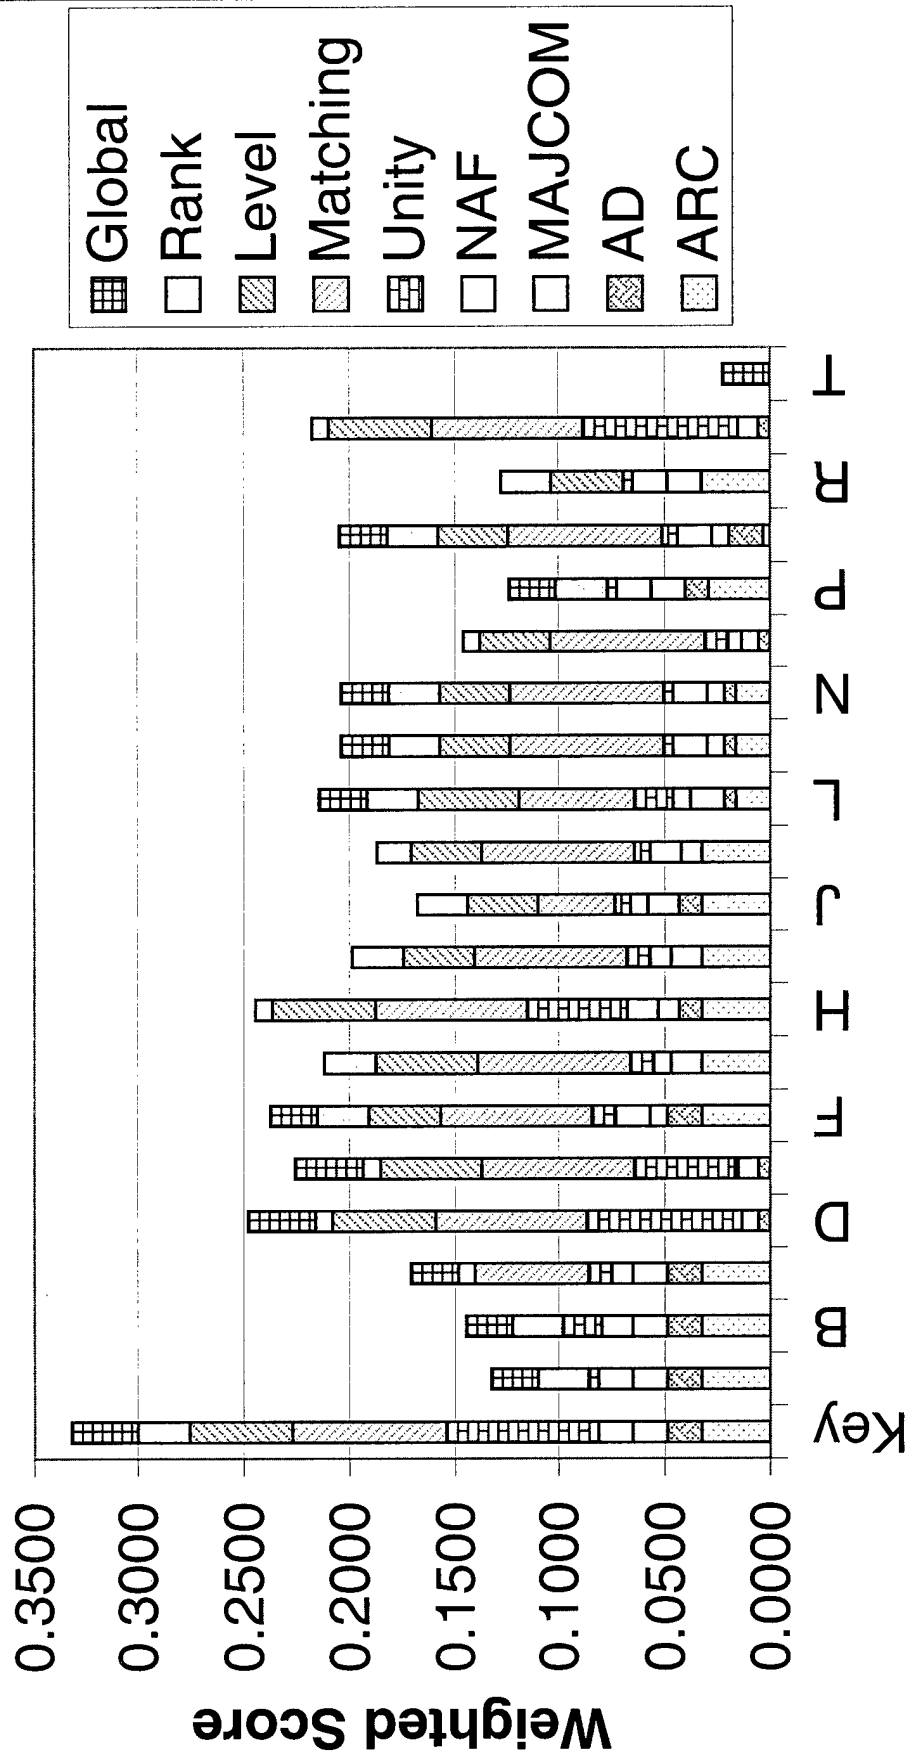 Weighted Score
0.3500
0.3000
0.2500
0.2000
0.1500
0.1000
0.0500
0.0000
Key
B
D
F
H
J
L
N
P
R
T
Global
Rank
Level
Matching
Unity
NAF
MAJCOM
AD
ARC